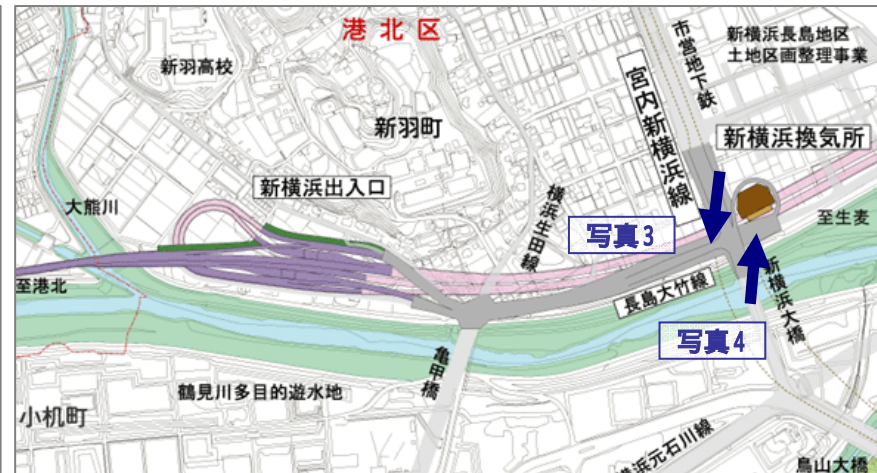 港北区
市営地下鉄
新横浜長島地区
土地区画整理事業
新羽高校
宮内新横浜線
新羽町
新横浜換気所
新横浜出入口
横浜生田線
大熊川
写真3
至生麦
至港北
長島大竹線
新横浜大橋
写真4
亀甲橋
鶴見川多目的遊水地
小机町
横浜元石川線
鳥山大橋